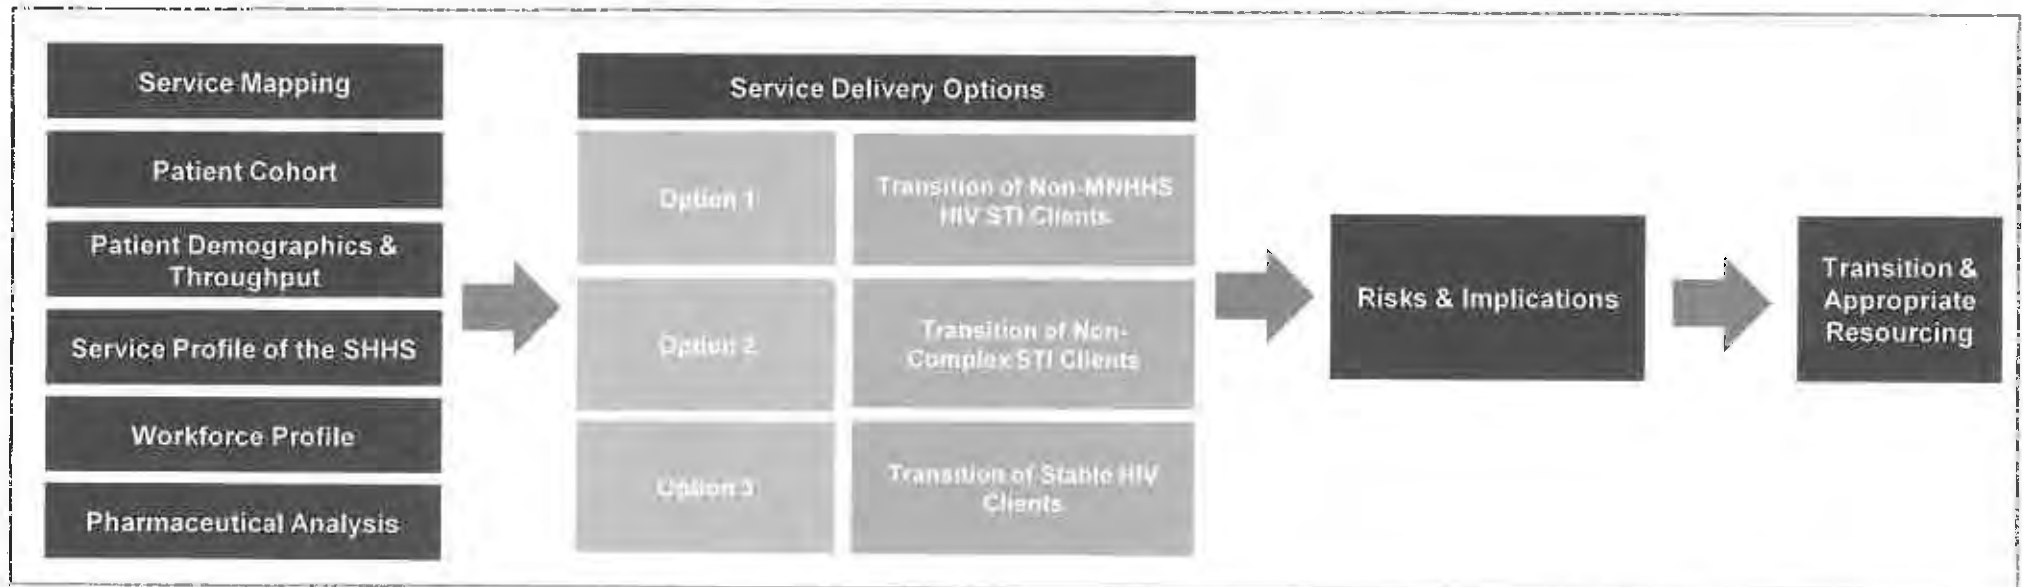 Service Mapping
Patient Cohort
Patient Demographics &
Throughput
Service Profile of the SHHS
Workforce Profile
Pharmaceutical Analysis
Service Delivery Options
Option 1
Transition of Non-MNHHS
HIV STI Clients
Option 2
Transition of Non-
Complex STI Clients
Option 3
Transition of Stable HIV
Clients
Risks & Implications
Transition &
Appropriate
Resourcing